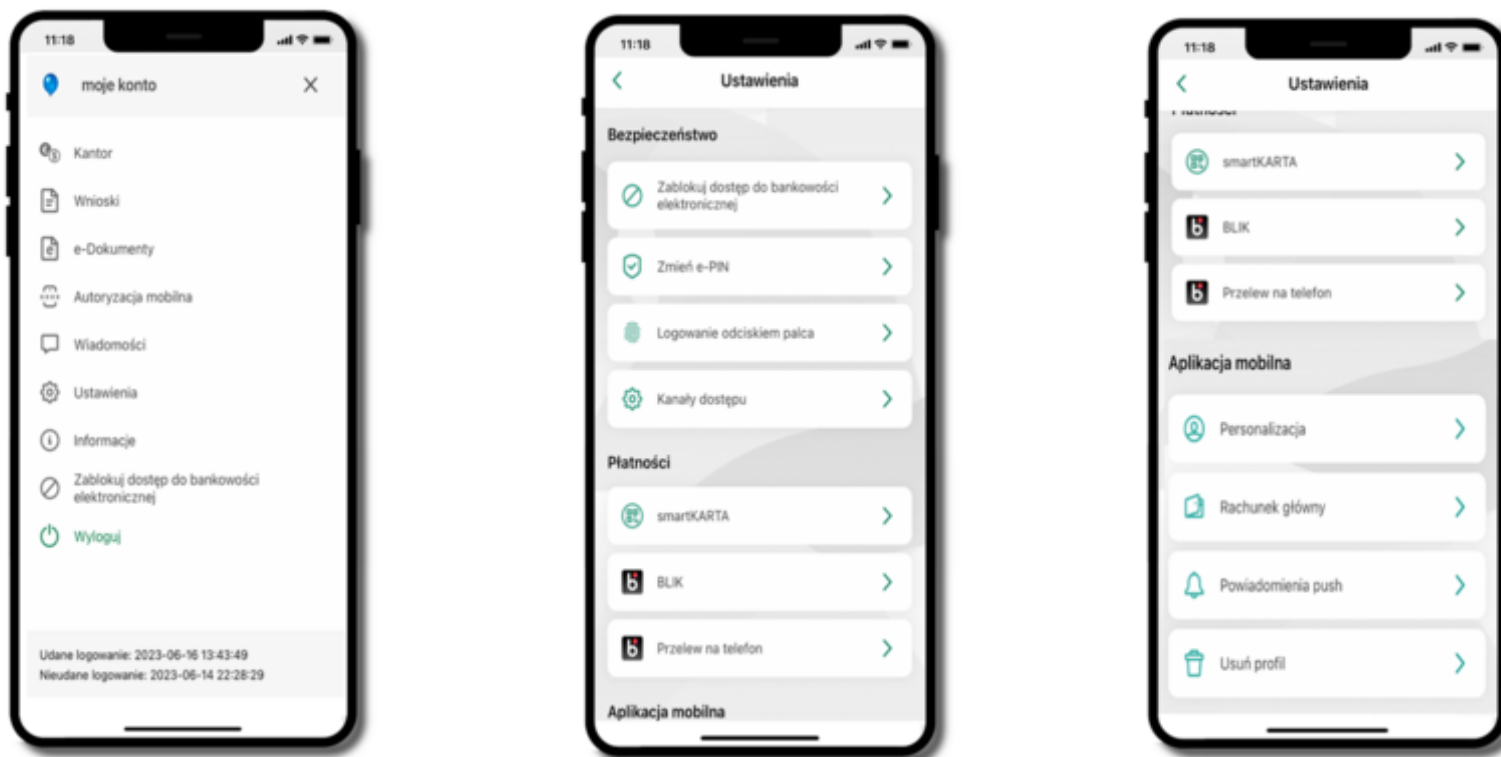 11:18
moje konto
Kantor
Wnioski
e-Dokumenty
Autoryzacja mobilna
Wiadomości
Ustawienia
Informacje
Zablokuj dostęp do bankowości
elektronicznej
Wyloguj
Udane logowanie: 2023-06-16 13:43:49
Nieudane logowanie: 2023-06-14 22:28:29
11:18
Ustawienia
Bezpieczeństwo
Zablokuj dostęp do bankowości
elektronicznej
Zmień e-PIN
Logowanie odciskiem palca
Kanały dostępu
Płatności
smartKARTA
BLIK
Przelew na telefon
Aplikacja mobilna
11:18
Ustawienia
Płatności
smartKARTA
BLIK
Przelew na telefon
Aplikacja mobilna
Personalizacja
Rachunek główny
Powiadomienia push
Usuń profil